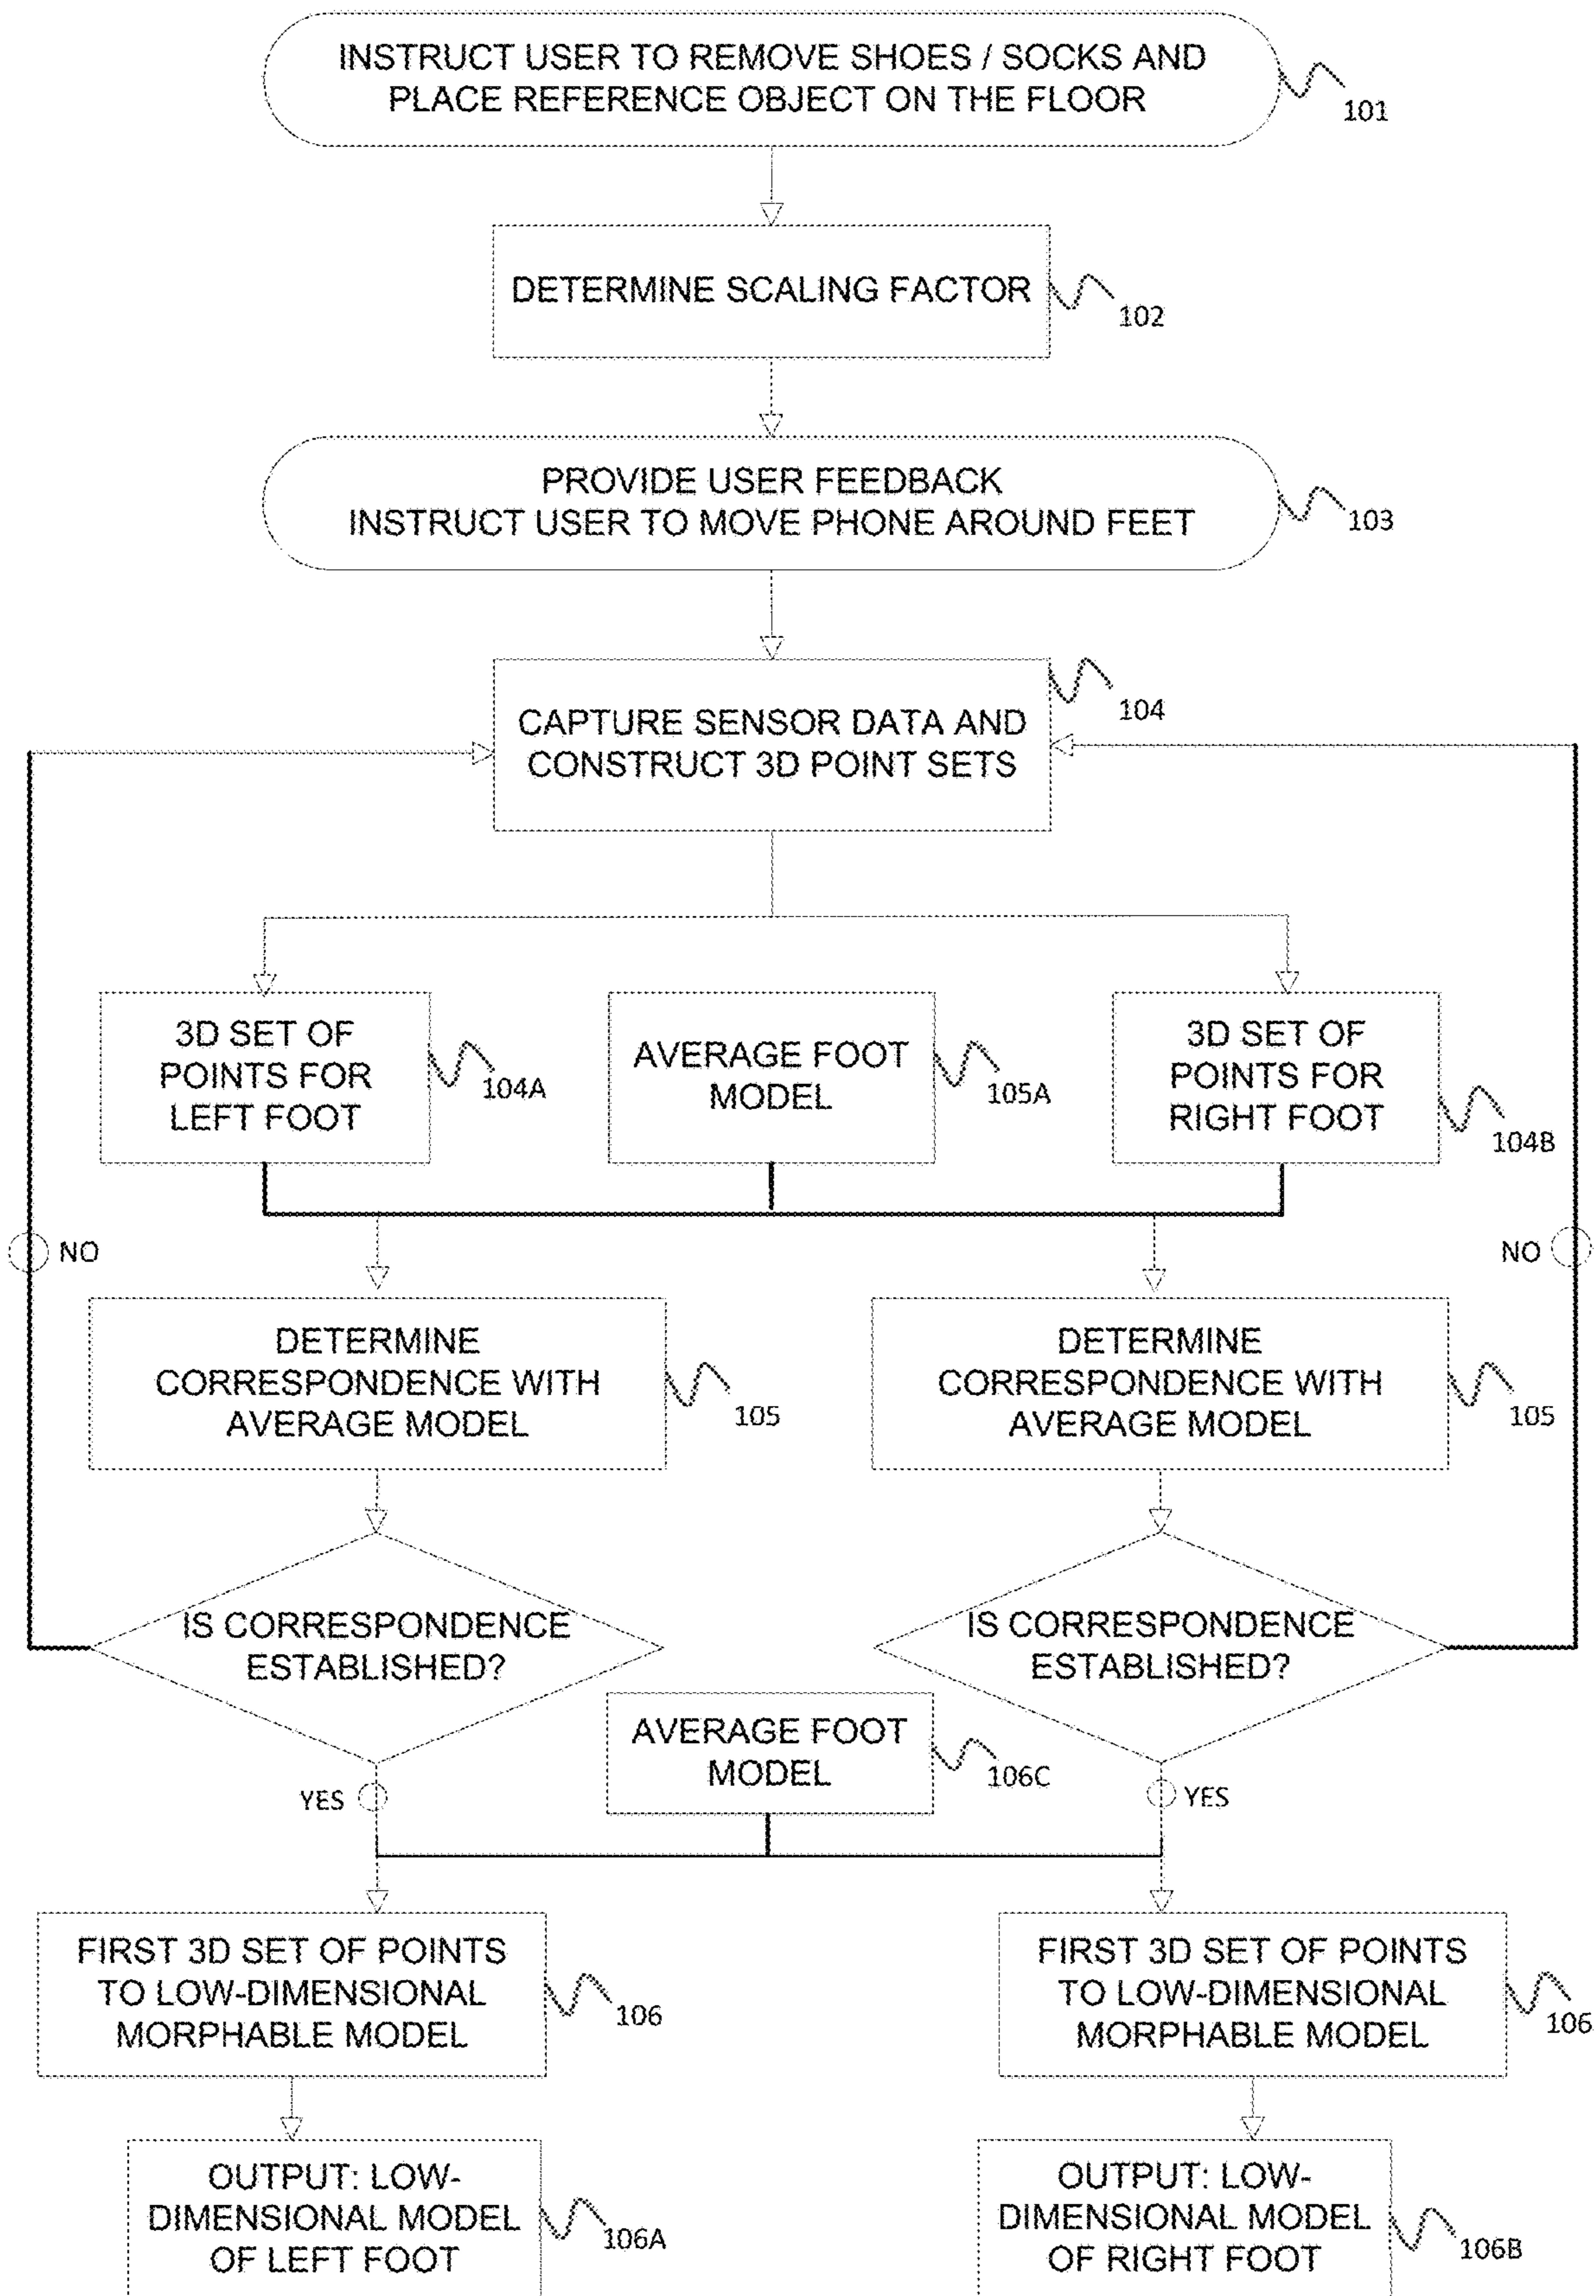 INSTRUCT USER TO REMOVE SHOES / SOCKS AND
PLACE REFERENCE OBJECT ON THE FLOOR
101
DETERMINE SCALING FACTOR
102
PROVIDE USER FEEDBACK
INSTRUCT USER TO MOVE PHONE AROUND FEET
103
CAPTURE SENSOR DATA AND
CONSTRUCT 3D POINT SETS
104
3D SET OF
POINTS FOR
LEFT FOOT
104A
AVERAGE FOOT
MODEL
105A
3D SET OF
POINTS FOR
RIGHT FOOT
104B
NO
NO
DETERMINE
CORRESPONDENCE WITH
AVERAGE MODEL
105
DETERMINE
CORRESPONDENCE WITH
AVERAGE MODEL
105
IS CORRESPONDENCE
ESTABLISHED?
IS CORRESPONDENCE
ESTABLISHED?
AVERAGE FOOT
MODEL
106C
YES
YES
FIRST 3D SET OF POINTS
TO LOW-DIMENSIONAL
MORPHABLE MODEL
106
FIRST 3D SET OF POINTS
TO LOW-DIMENSIONAL
MORPHABLE MODEL
106
OUTPUT: LOW-
DIMENSIONAL MODEL
OF LEFT FOOT
106A
OUTPUT: LOW-
DIMENSIONAL MODEL
OF RIGHT FOOT
106B